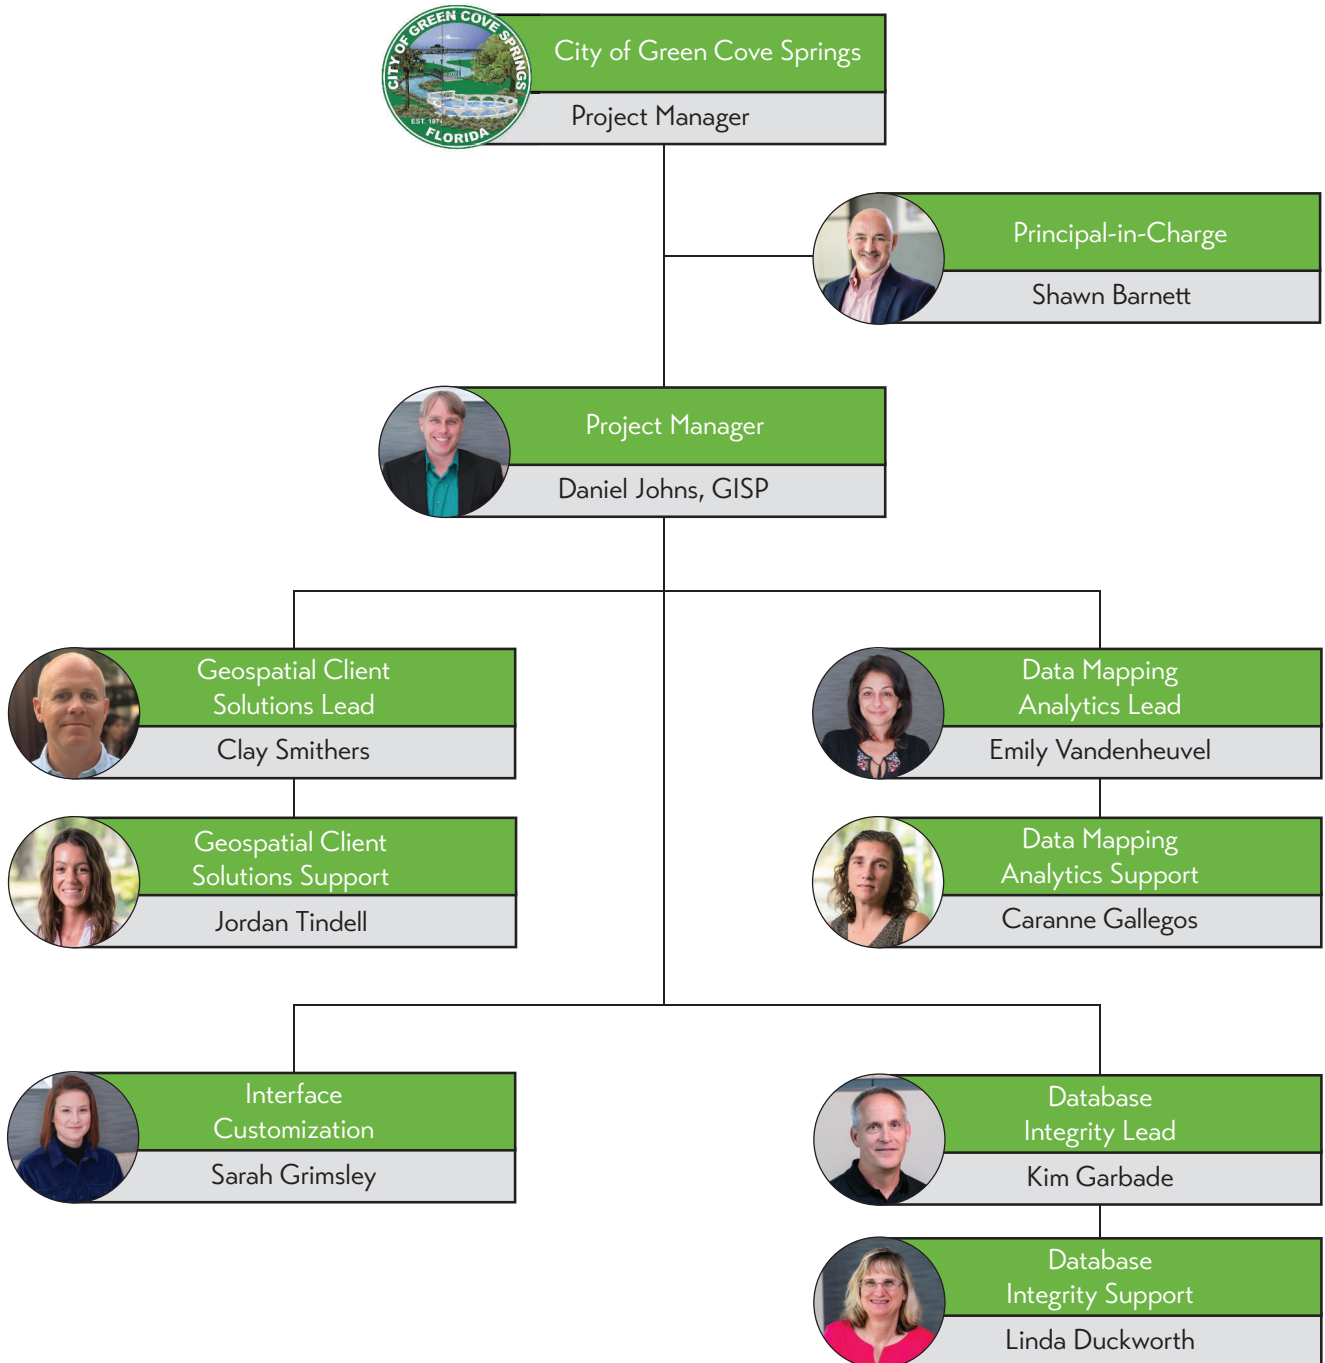 CITY OF GREEN COVE SPRINGS
EST. 1874
FLORIDA
City of Green Cove Springs
Project Manager
Principal-in-Charge
Shawn Barnett
Project Manager
Daniel Johns, GISP
Geospatial Client
Solutions Lead
Clay Smithers
Data Mapping
Analytics Lead
Emily Vandenheuvel
Geospatial Client
Solutions Support
Jordan Tindell
Data Mapping
Analytics Support
Caranne Gallegos
Interface
Customization
Sarah Grimsley
Database
Integrity Lead
Kim Garbade
Database
Integrity Support
Linda Duckworth